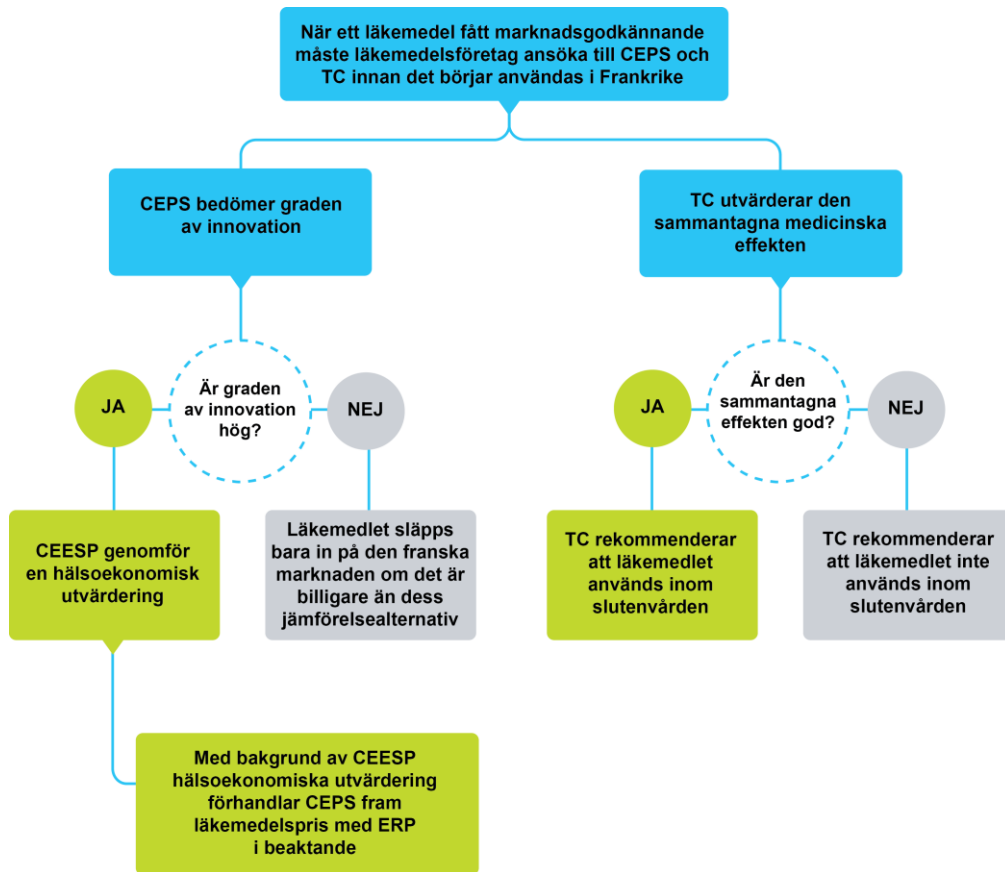 När ett läkemedel fått marknadsgodkännande
måste läkemedelsföretag ansöka till CEPS och
TC innan det börjar användas i Frankrike
CEPS bedömer graden
av innovation
TC utvärderar den
sammantagna medicinska
effekten
JA
Är graden
av innovation
hög?
NEJ
JA
Är den
sammantagna
effekten god?
NEJ
CEESP genomför
en hälsoekonomisk
utvärdering
Läkemedlet släpps
bara in på den franska
marknaden om det är
billigare än dess
jämförelsealternativ
TC rekommenderar
att läkemedlet
används inom
slutenvården
TC rekommenderar
att läkemedlet inte
används inom
slutenvården
Med bakgrund av CEESP
hälsoekonomiska utvärdering
förhandlar CEPS fram
läkemedelspris med ERP
i beaktande